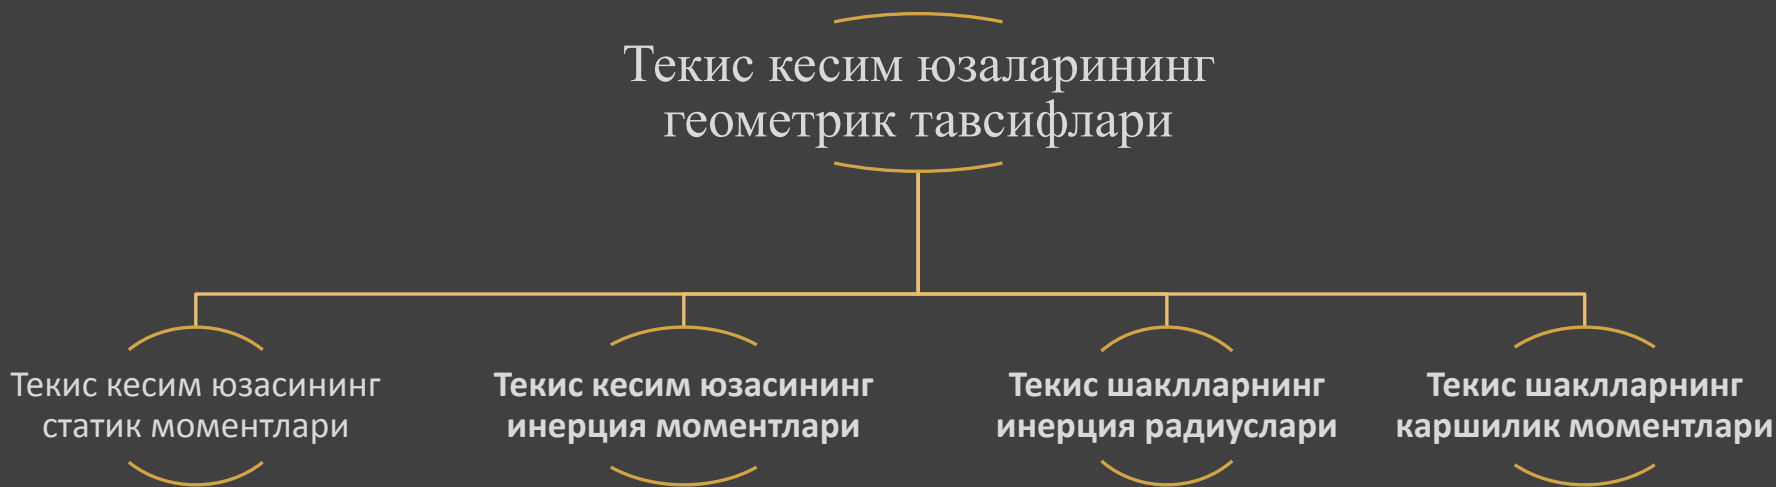 Текис кесим юзаларининг
геометрик тавсифлари
Текис кесим юзасининг
статик моментлари
Текис кесим юзасининг
инерция моментлари
Текис шаклларнинг
инерция радиуслари
Текис шаклларнинг
каршилик моментлари